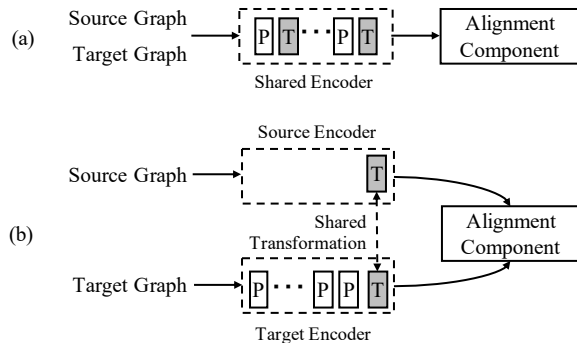 (a)
Source Graph
Target Graph
P T ··· P T
Shared Encoder
Alignment
Component
(b)
Source Encoder
Source Graph
T
Shared
Transformation
Alignment
Component
Target Graph
P ··· P P T
Target Encoder